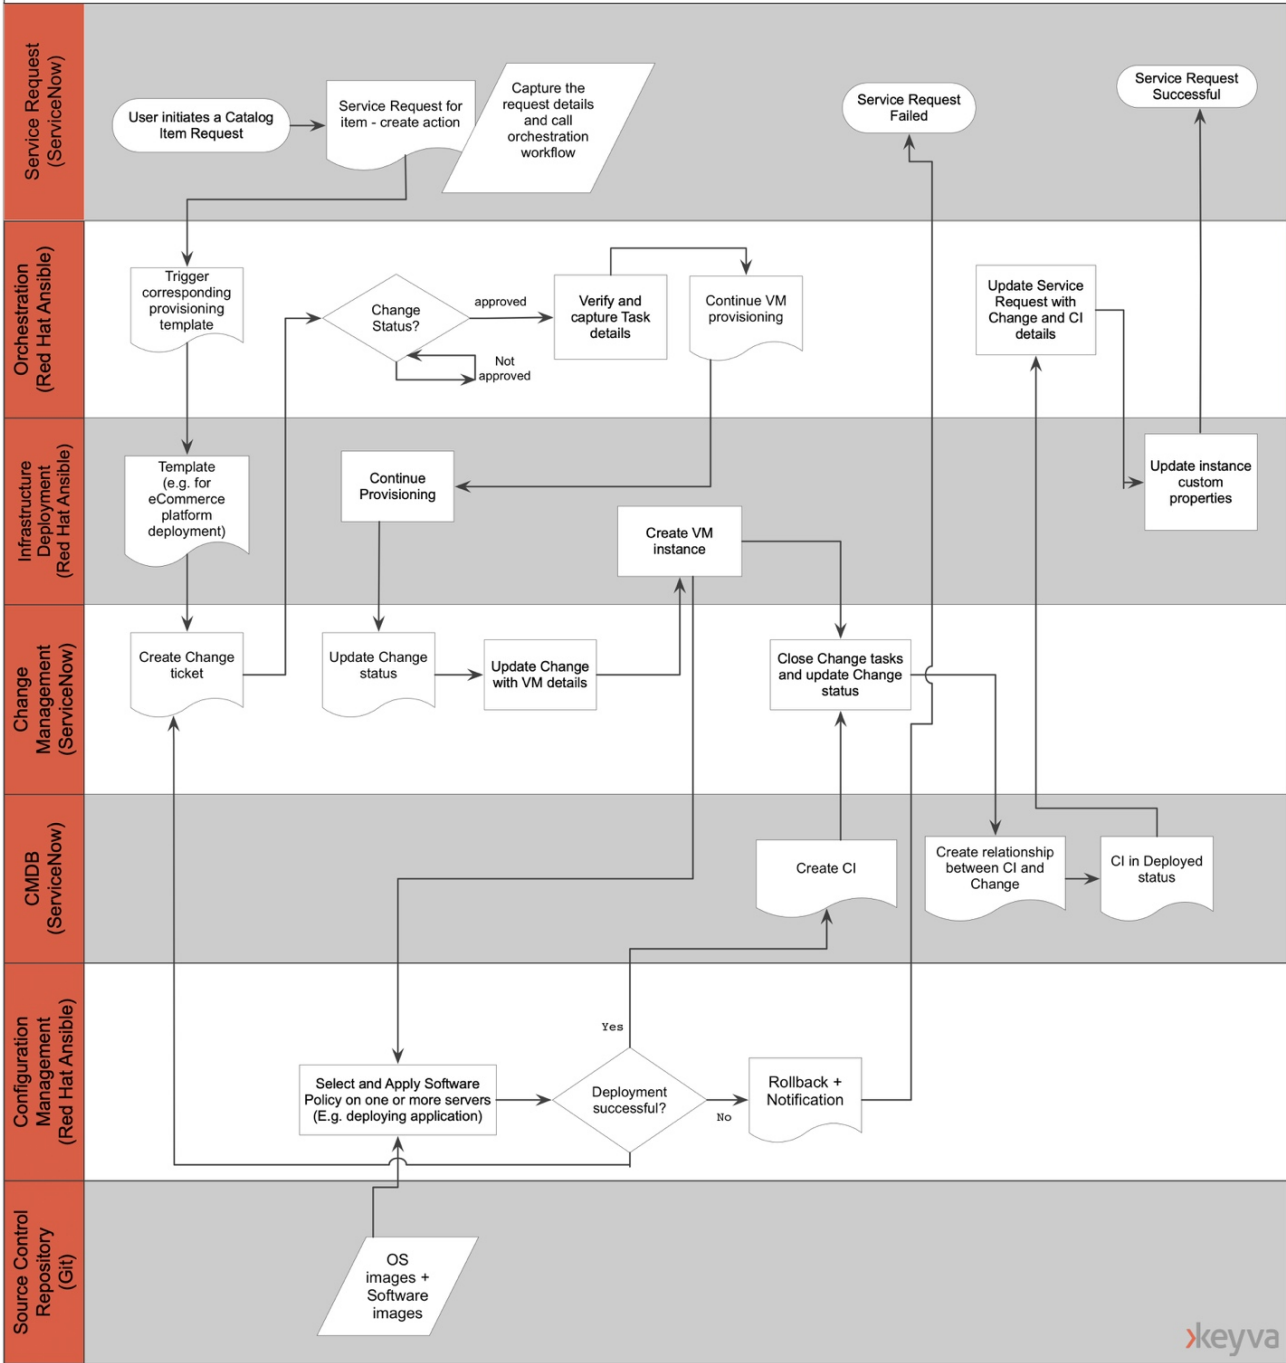 Service Request
(ServiceNow)
User initiates a Catalog
Item Request
Service Request for
item - create action
Capture the
request details
and call
orchestration
workflow
Service Request
Failed
Service Request
Successful
Orchestration
(Red Hat Ansible)
Trigger
corresponding
provisioning
template
Change
Status?
approved
Not
approved
Verify and
capture Task
details
Continue VM
provisioning
Update Service
Request with
Change and CI
details
Infrastructure
Deployment
(Red Hat Ansible)
Template
(e.g. for
eCommerce
platform
deployment)
Continue
Provisioning
Create VM
instance
Update instance
custom
properties
Change
Management
(ServiceNow)
Create Change
ticket
Update Change
status
Update Change
with VM details
Close Change tasks
and update Change
status
CMDB
(ServiceNow)
Create CI
Create relationship
between CI and
Change
CI in Deployed
status
Configuration
Management
(Red Hat Ansible)
Select and Apply Software
Policy on one or more servers
(E.g. deploying application)
Yes
Deployment
successful?
No
Rollback +
Notification
Source Control
Repository
(Git)
OS
images +
Software
images
keyva